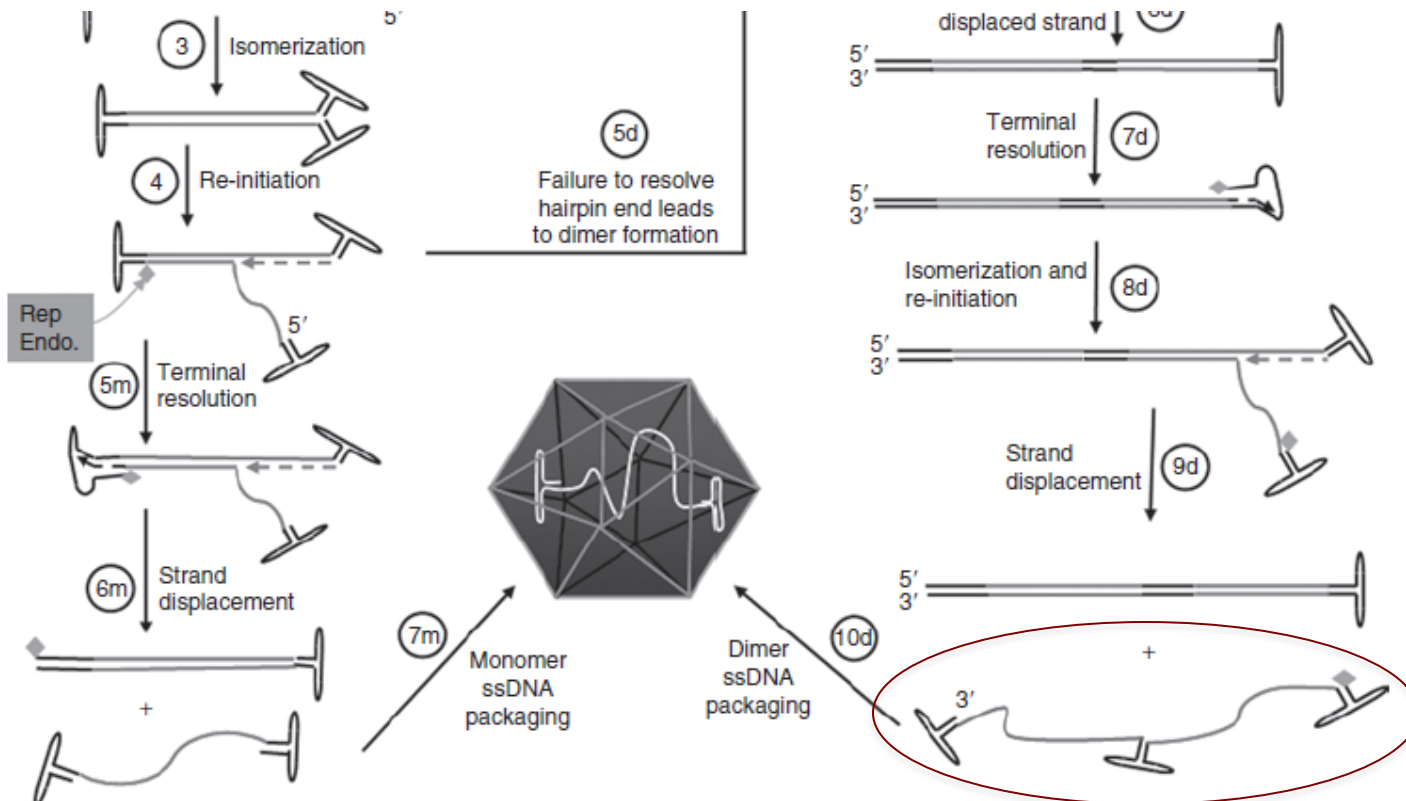 5′
3
Isomerization
4
Re-initiation
Rep
Endo.
5′
5m
Terminal
resolution
6m
Strand
displacement
7m
Monomer
ssDNA
packaging
5d
Failure to resolve
hairpin end leads
to dimer formation
displaced strand
5′
3′
Terminal
resolution
7d
5′
3′
Isomerization and
re-initiation
8d
5′
3′
Strand
displacement
9d
5′
3′
+
+
3′
Dimer
ssDNA
packaging
10d